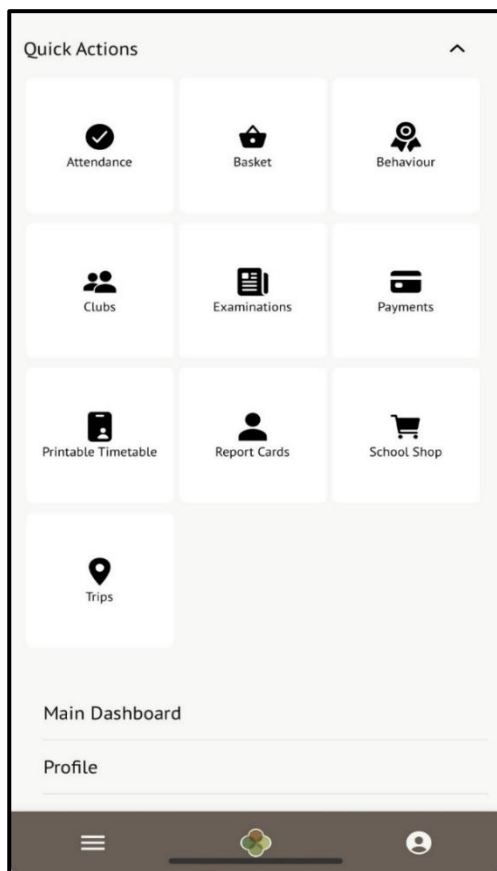 Quick Actions
Attendance
Basket
Behaviour
Clubs
Examinations
Payments
Printable Timetable
Report Cards
School Shop
Trips
Main Dashboard
Profile